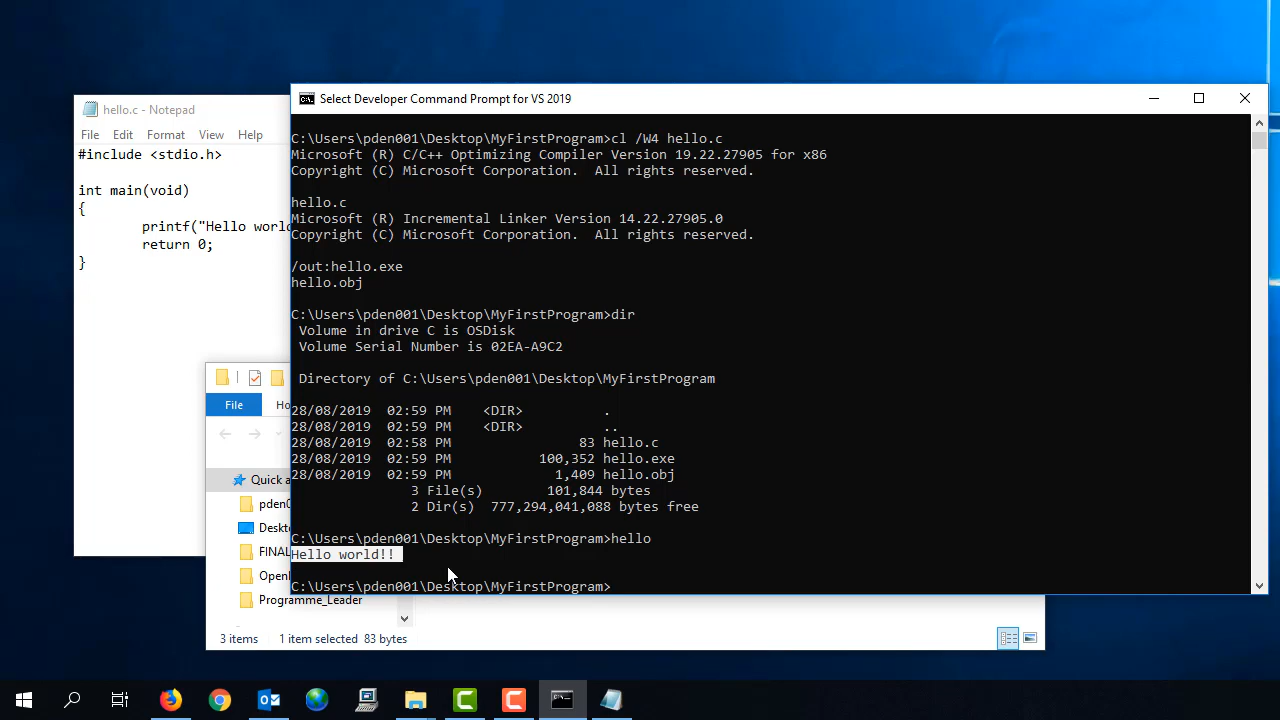 Select Developer Command Prompt for VS 2019
hello.c - Notepad
File Edit Format View Help
#include <stdio.h>
int main(void)
{
printf("Hello world
return 0;
}
C:\Users\pden001\Desktop\MyFirstProgram>cl /W4 hello.c
Microsoft (R) C/C++ Optimizing Compiler Version 19.22.27905 for x86
Copyright (C) Microsoft Corporation.  All rights reserved.
hello.c
Microsoft (R) Incremental Linker Version 14.22.27905.0
Copyright (C) Microsoft Corporation.  All rights reserved.
/out:hello.exe
hello.obj
C:\Users\pden001\Desktop\MyFirstProgram>dir
Volume in drive C is OSDisk
Volume Serial Number is 02EA-A9C2
Directory of C:\Users\pden001\Desktop\MyFirstProgram
28/08/2019  02:59 PM    <DIR>          .
28/08/2019  02:59 PM    <DIR>          ..
28/08/2019  02:58 PM                83 hello.c
28/08/2019  02:59 PM           100,352 hello.exe
28/08/2019  02:59 PM             1,409 hello.obj
3 File(s)        101,844 bytes
2 Dir(s)  777,294,041,088 bytes free
C:\Users\pden001\Desktop\MyFirstProgram>hello
Hello world!!
C:\Users\pden001\Desktop\MyFirstProgram>
File
Quick
Programme_Leader
3 items 1 item selected 83 bytes